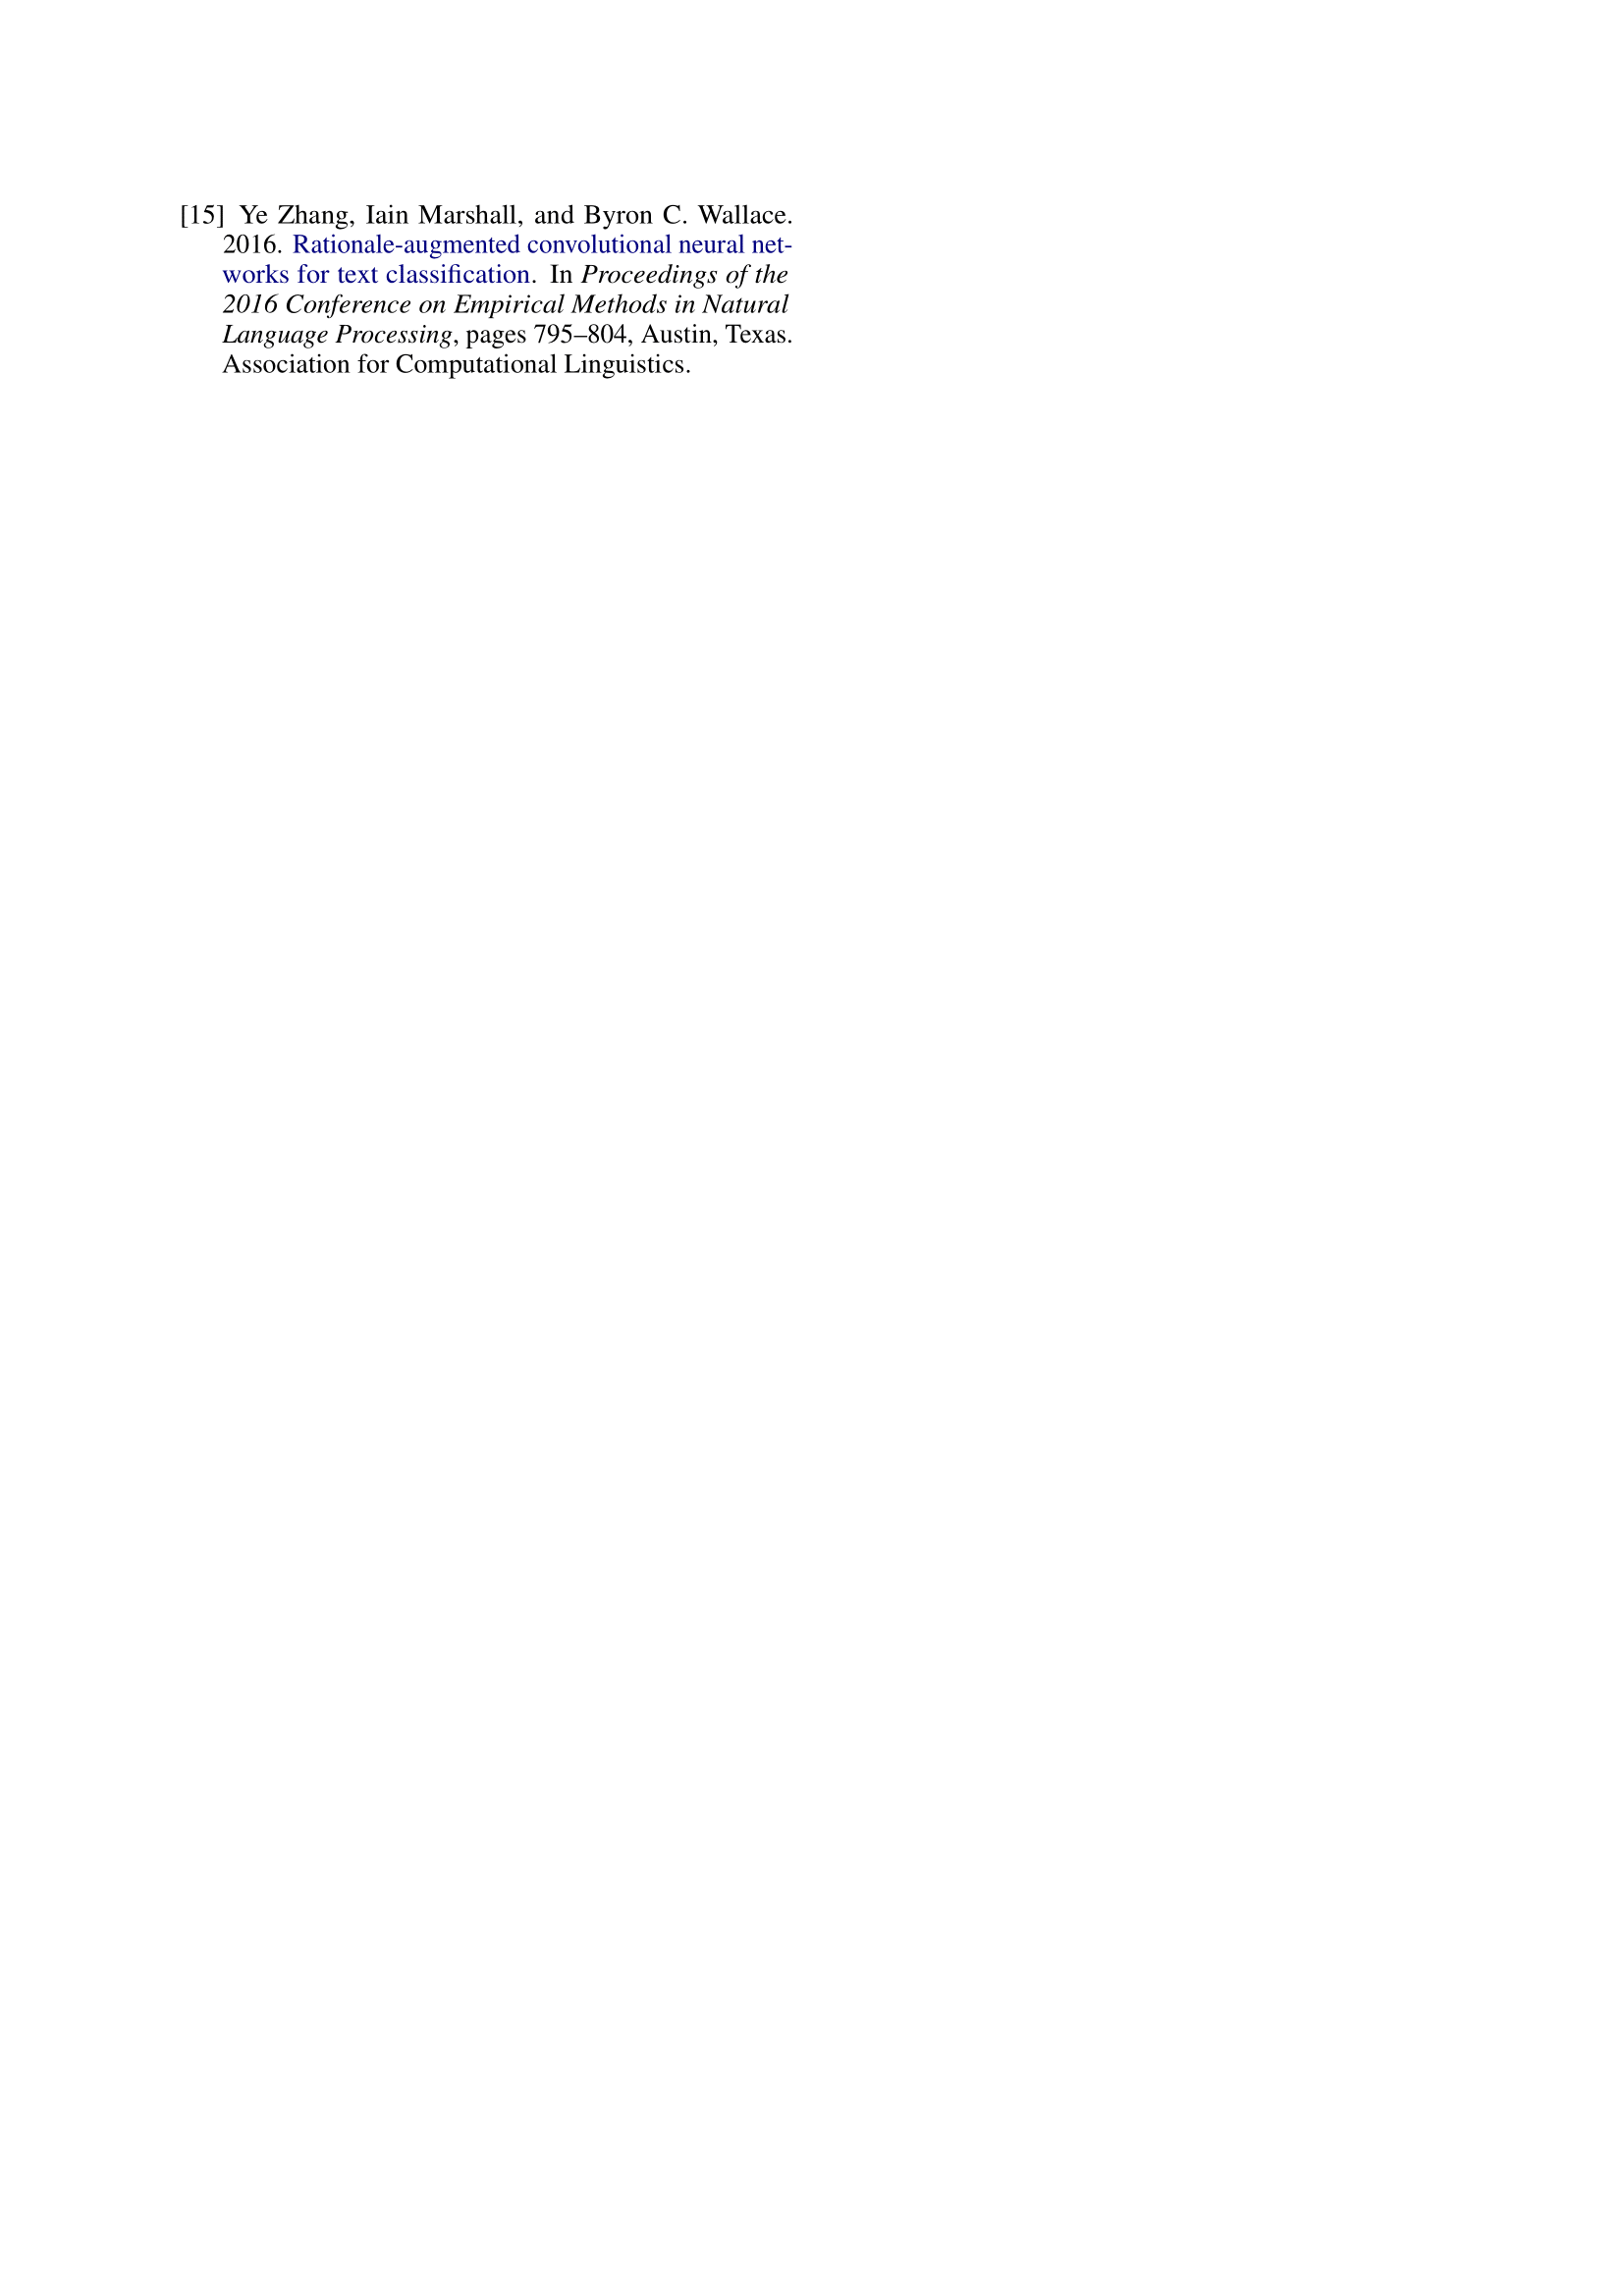 [15] Ye Zhang, Iain Marshall, and Byron C. Wallace.
2016. Rationale-augmented convolutional neural net-
works for text classification. In Proceedings of the
2016 Conference on Empirical Methods in Natural
Language Processing, pages 795–804, Austin, Texas.
Association for Computational Linguistics.